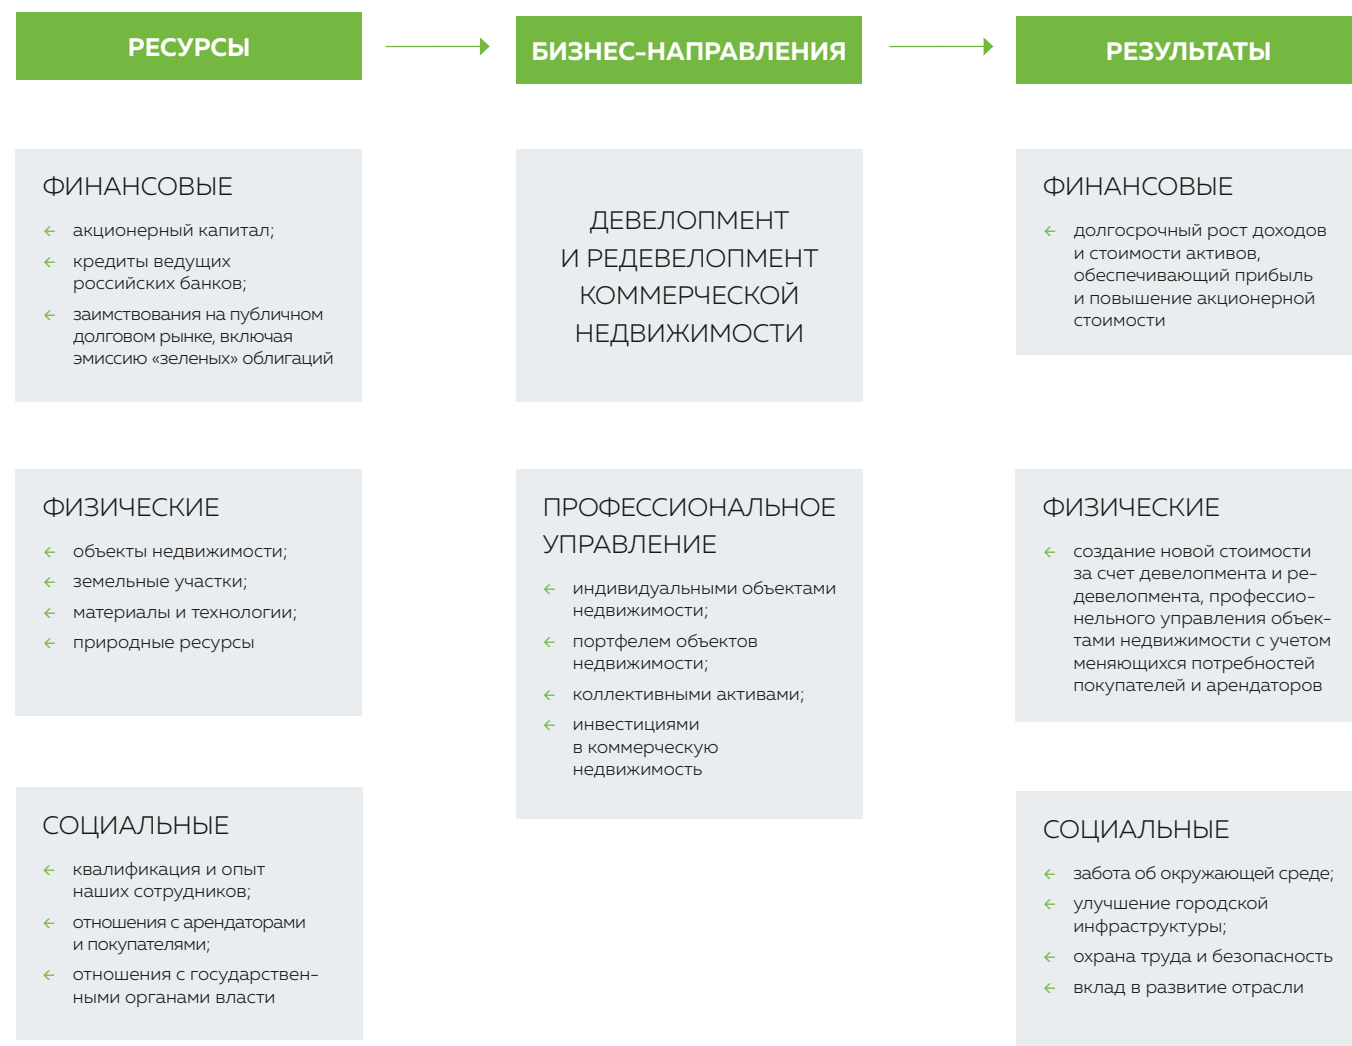 РЕСУРСЫ
БИЗНЕС-НАПРАВЛЕНИЯ
РЕЗУЛЬТАТЫ
ФИНАНСОВЫЕ
← акционерный капитал;
← кредиты ведущих
российских банков;
← заимствования на публичном
долговом рынке, включая
эмиссию «зеленых» облигаций
ДЕВЕЛОПМЕНТ
И РЕДЕВЕЛОПМЕНТ
КОММЕРЧЕСКОЙ
НЕДВИЖИМОСТИ
ФИНАНСОВЫЕ
← долгосрочный рост доходов
и стоимости активов,
обеспечивающий прибыль
и повышение акционерной
стоимости
ФИЗИЧЕСКИЕ
← объекты недвижимости;
← земельные участки;
← материалы и технологии;
← природные ресурсы
ПРОФЕССИОНАЛЬНОЕ
УПРАВЛЕНИЕ
← индивидуальными объектами
недвижимости;
← портфелем объектов
недвижимости;
← коллективными активами;
← инвестициями
в коммерческую
недвижимость
ФИЗИЧЕСКИЕ
← создание новой стоимости
за счет девелопмента и ре-
девелопмента, профессио-
нельного управления объек-
тами недвижимости с учетом
меняющихся потребностей
покупателей и арендаторов
СОЦИАЛЬНЫЕ
← квалификация и опыт
наших сотрудников;
← отношения с арендаторами
и покупателями;
← отношения с государствен-
ными органами власти
СОЦИАЛЬНЫЕ
← забота об окружающей среде;
← улучшение городской
инфраструктуры;
← охрана труда и безопасность
← вклад в развитие отрасли